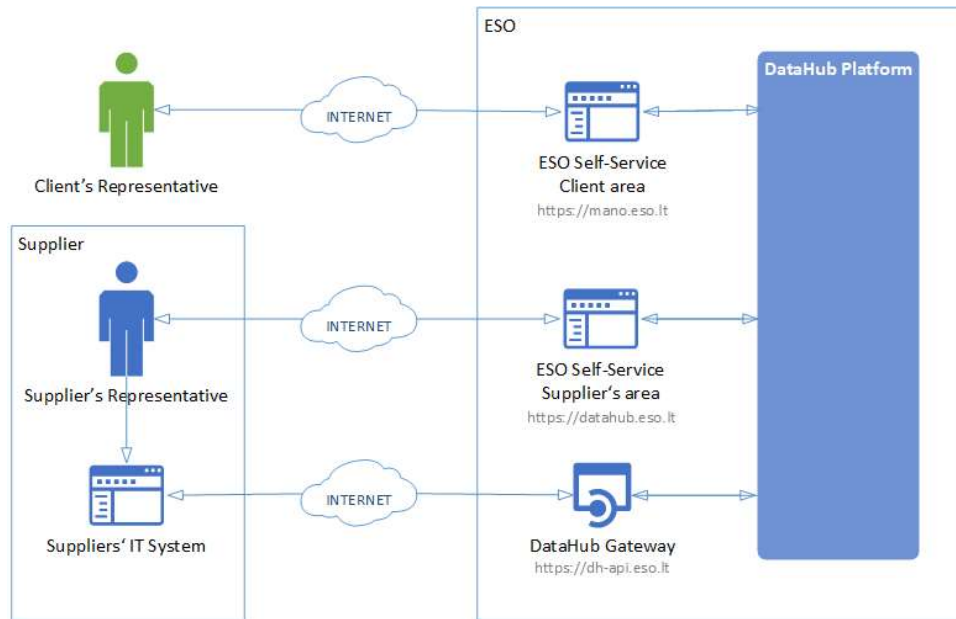 ESO
DataHub Platform
INTERNET
Client's Representative
ESO Self-Service
Client area
https://mano.eso.lt
Supplier
INTERNET
Supplier's Representative
ESO Self-Service
Supplier‘s area
https://datahub.eso.lt
INTERNET
Suppliers‘ IT System
DataHub Gateway
https://dh-api.eso.lt